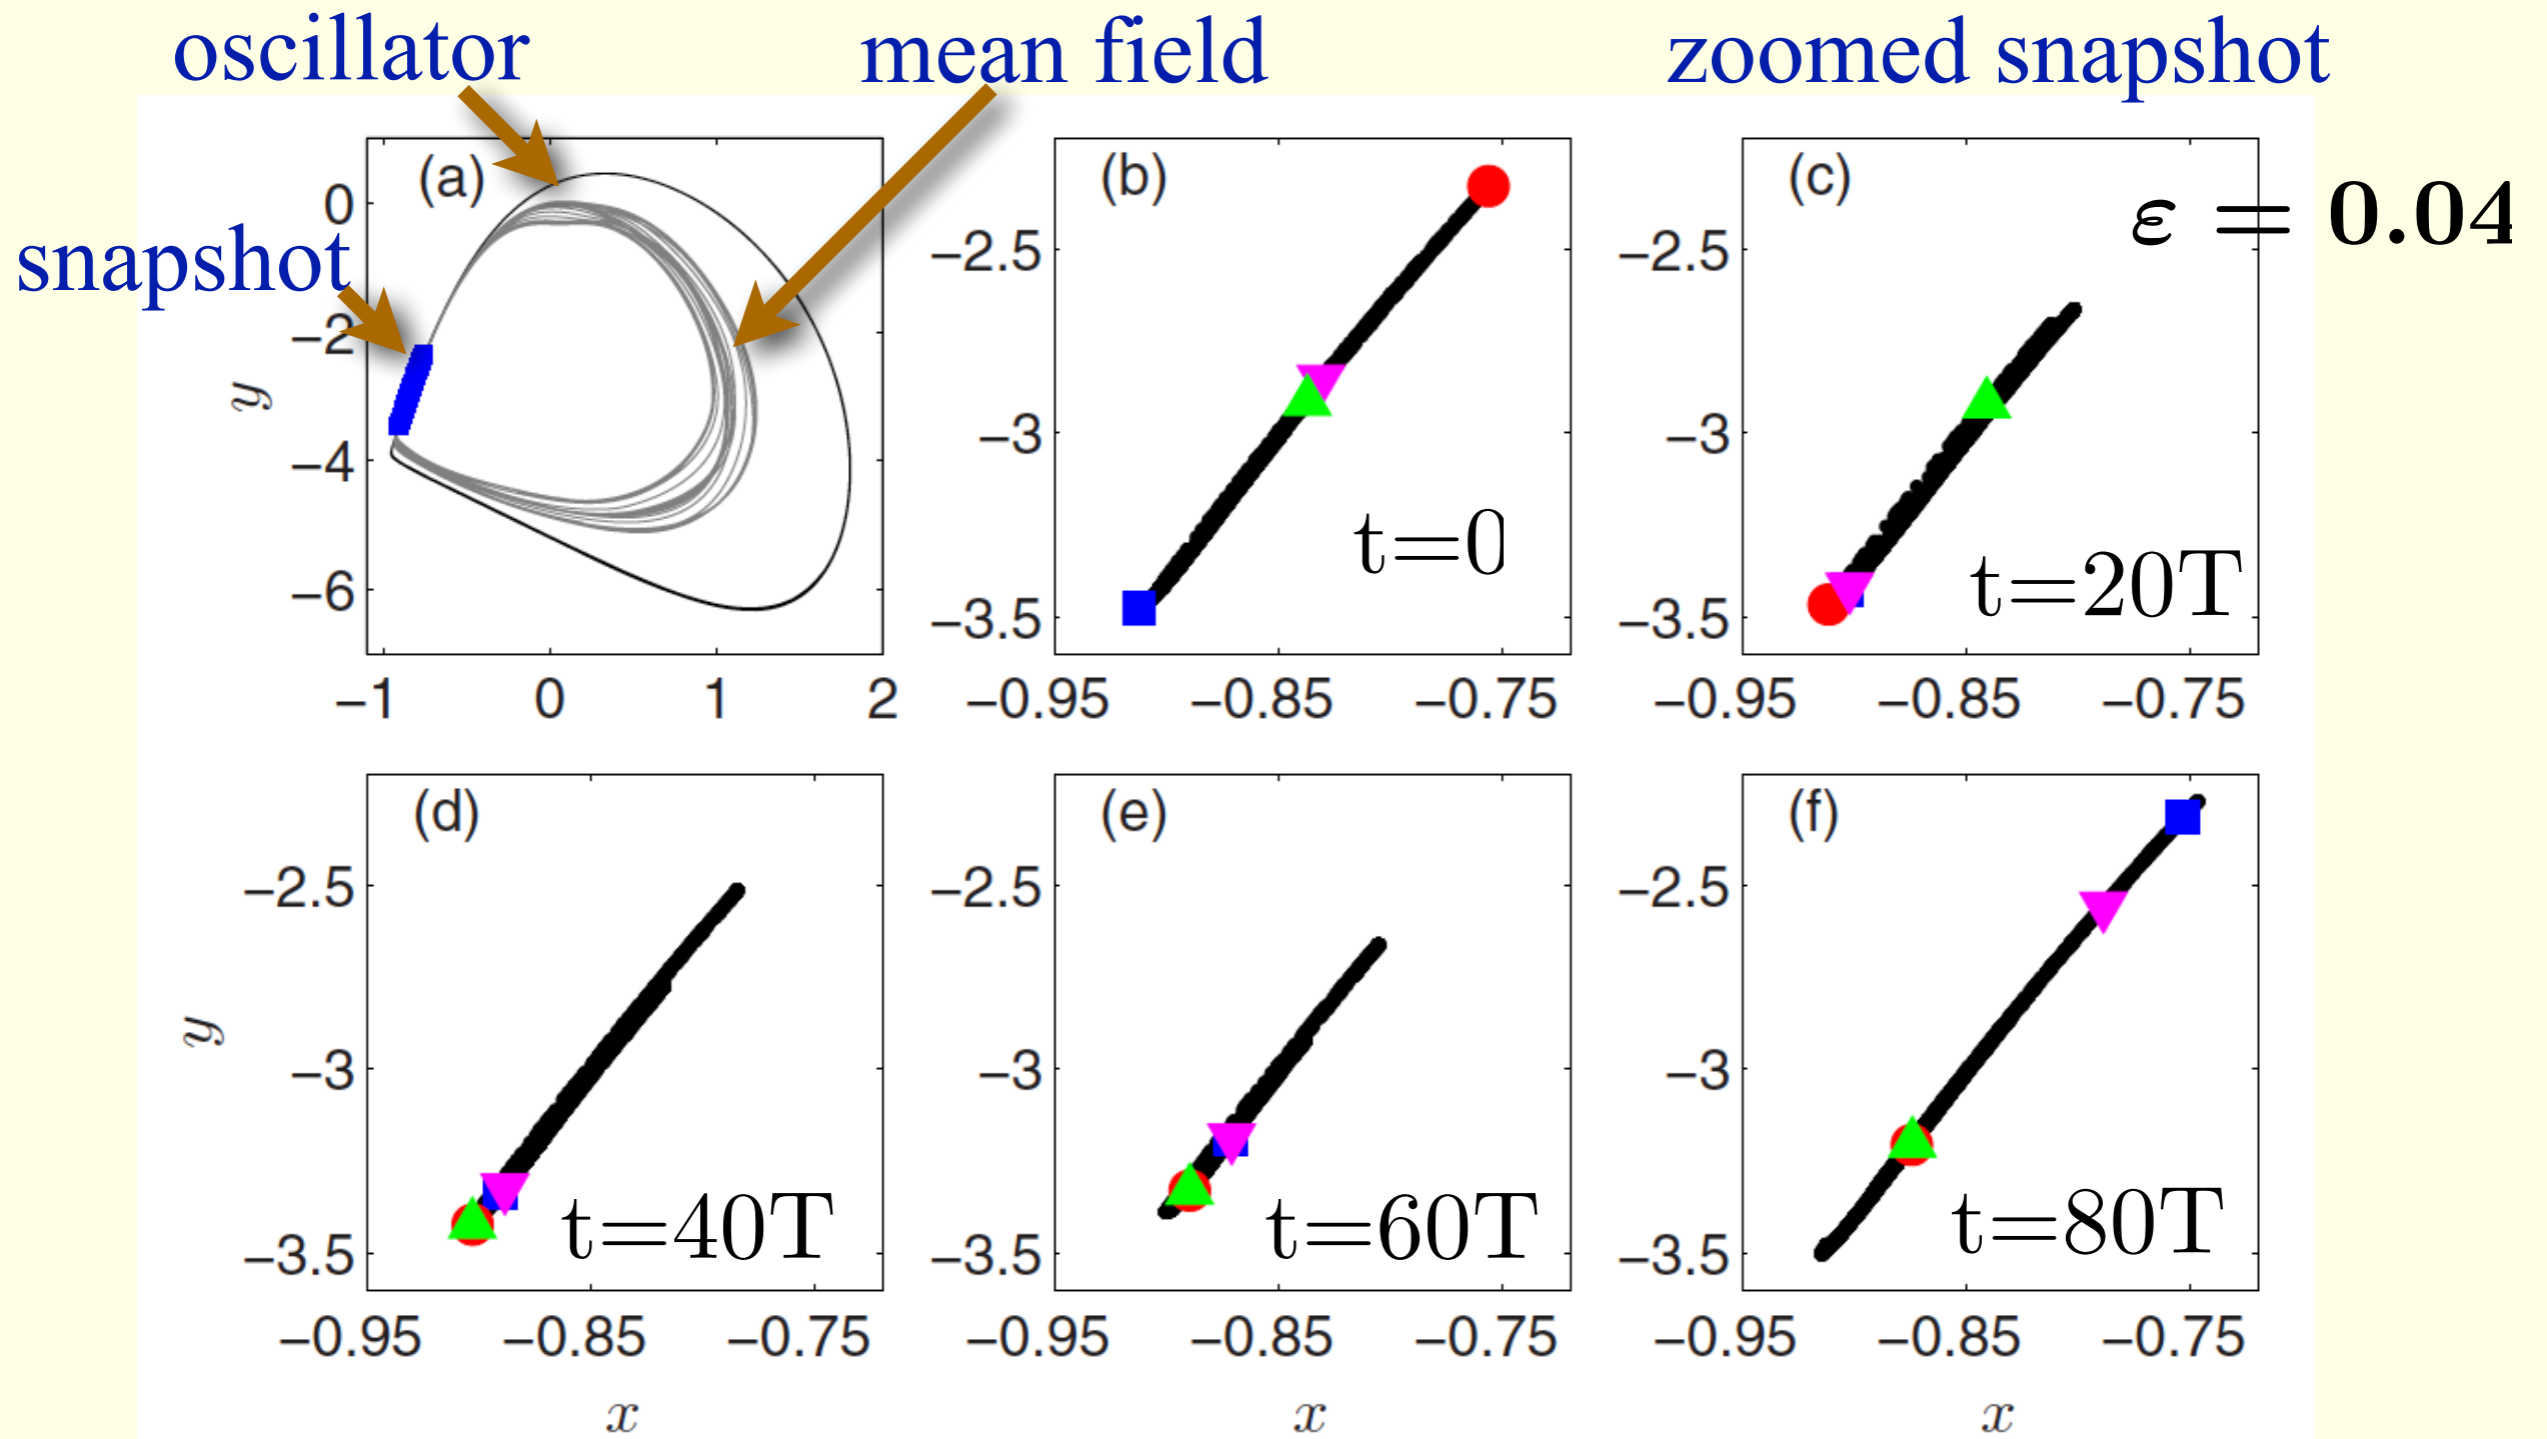 oscillator mean field zoomed snapshot
snapshot
(a)
0
−2
−4
−6
y
−1 0 1 2
(b)
−2.5
−3
−3.5
t=0
−0.95 −0.85 −0.75
(c)
ε = 0.04
−2.5
−3
−3.5
t=20T
−0.95 −0.85 −0.75
(d)
−2.5
−3
−3.5
y
t=40T
−0.95 −0.85 −0.75
x
(e)
−2.5
−3
−3.5
t=60T
−0.95 −0.85 −0.75
x
(f)
−2.5
−3
−3.5
t=80T
−0.95 −0.85 −0.75
x